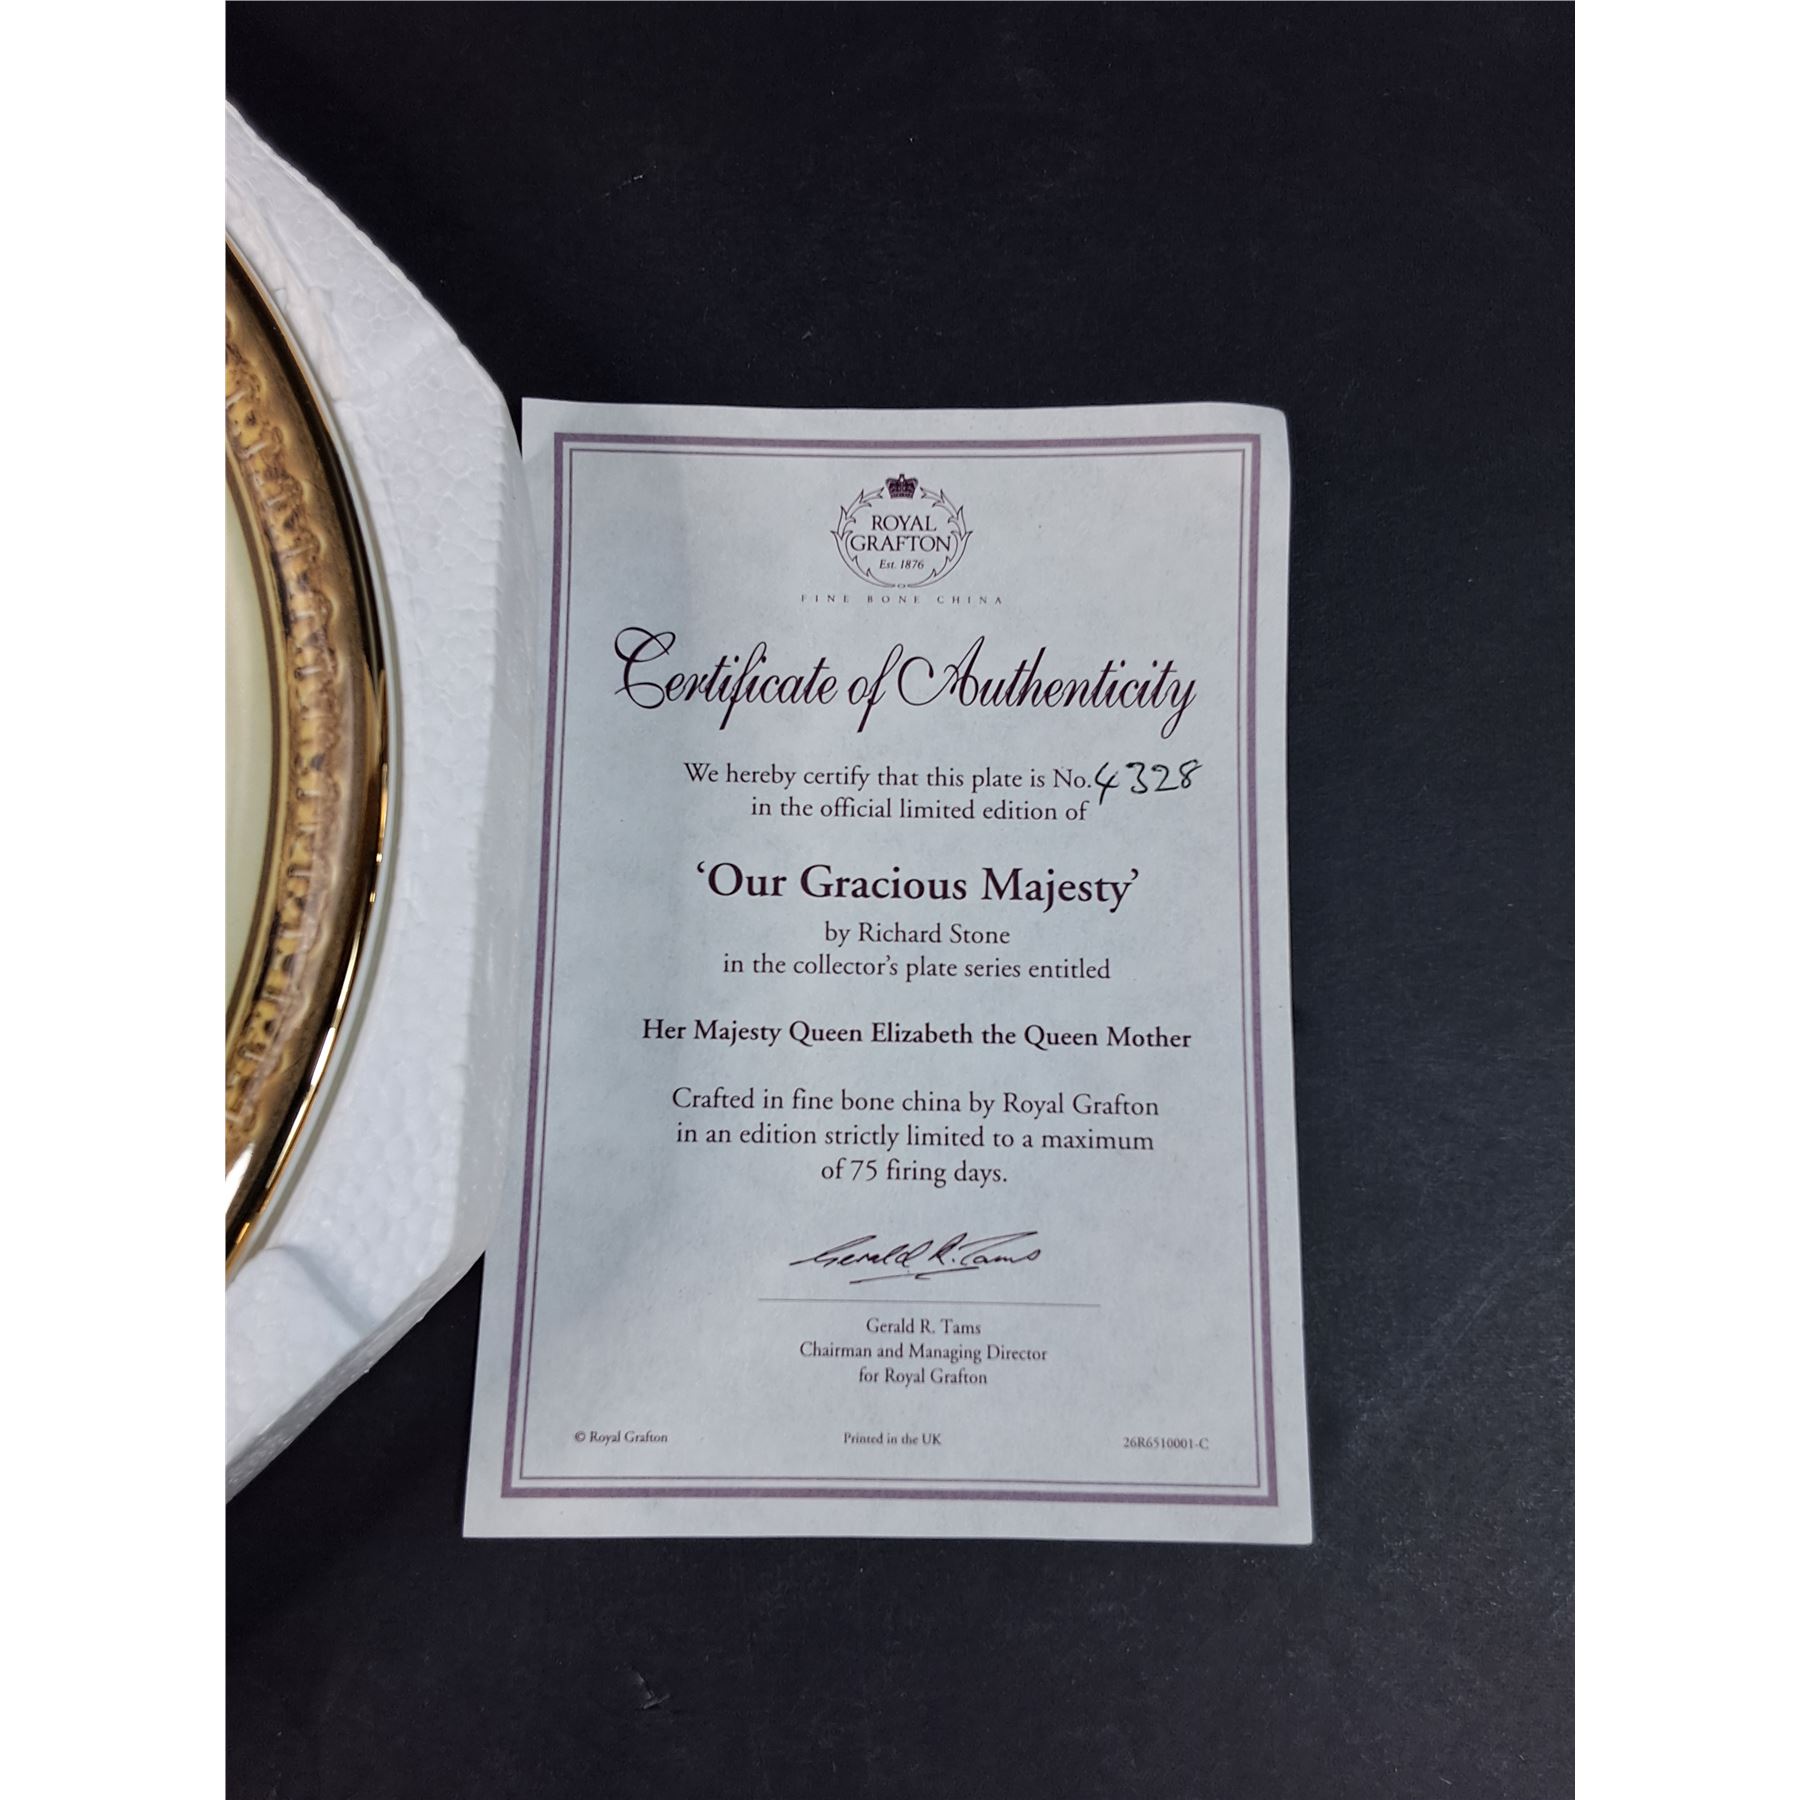 ROYAL
GRAFTON
Est. 1876
FINE BONE CHINA
Certificate of Authenticity
We hereby certify that this plate is No. 4328
in the official limited edition of
‘Our Gracious Majesty’
by Richard Stone
in the collector’s plate series entitled
Her Majesty Queen Elizabeth the Queen Mother
Crafted in fine bone china by Royal Grafton
in an edition strictly limited to a maximum
of 75 firing days.
Gerald R. Tams
Gerald R. Tams
Chairman and Managing Director
for Royal Grafton
© Royal Grafton Printed in the UK 26R6510001-C